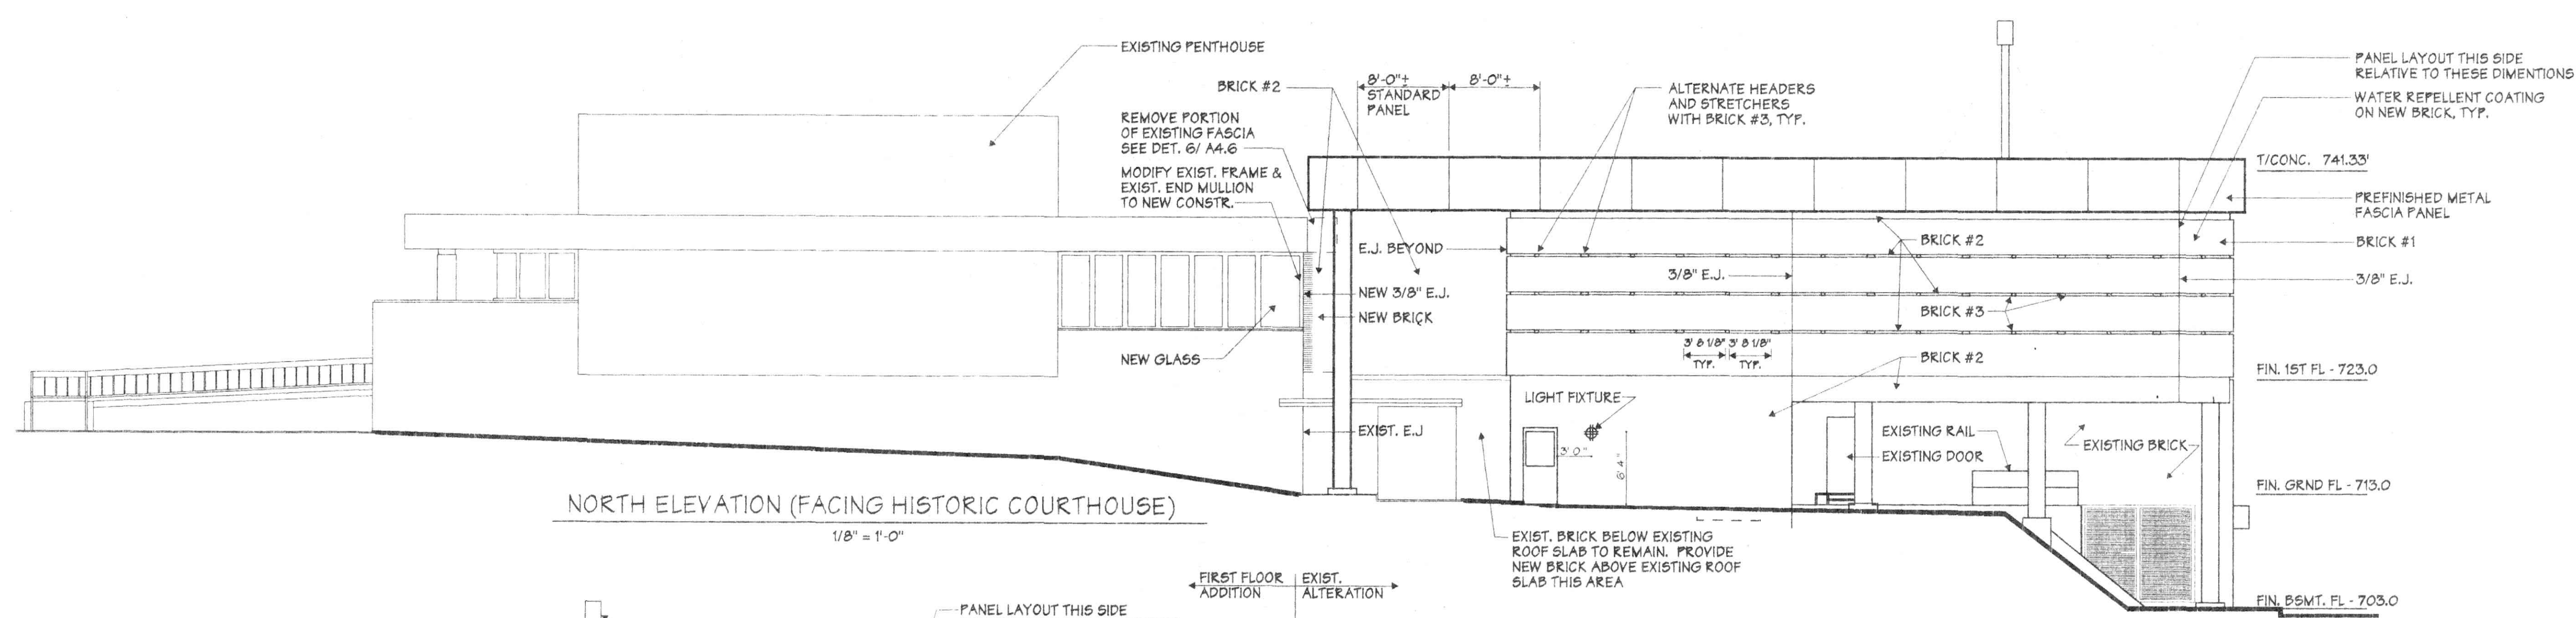 EXISTING PENTHOUSE
BRICK #2
REMOVE PORTION
OF EXISTING FASCIA
SEE DET. 6/ A4.6
MODIFY EXIST. FRAME &
EXIST. END MULLION
TO NEW CONSTR.
8'-0"±
STANDARD
PANEL
8'-0"±
ALTERNATE HEADERS
AND STRETCHERS
WITH BRICK #3, TYP.
PANEL LAYOUT THIS SIDE
RELATIVE TO THESE DIMENTIONS
WATER REPELLENT COATING
ON NEW BRICK, TYP.
T/CONC. 741.33'
PREFINISHED METAL
FASCIA PANEL
BRICK #1
3/8" E.J.
E.J. BEYOND
BRICK #2
3/8" E.J.
NEW 3/8" E.J.
NEW BRICK
BRICK #3
NEW GLASS
3' 8 1/8" 3' 8 1/8"
TYP. TYP.
BRICK #2
FIN. 1ST FL - 723.0
LIGHT FIXTURE
EXIST. E.J
3' 0"
6' 4"
EXISTING RAIL
EXISTING DOOR
EXISTING BRICK
FIN. GRND FL - 713.0
NORTH ELEVATION (FACING HISTORIC COURTHOUSE)
1/8" = 1'-0"
EXIST. BRICK BELOW EXISTING
ROOF SLAB TO REMAIN. PROVIDE
NEW BRICK ABOVE EXISTING ROOF
SLAB THIS AREA
FIRST FLOOR
ADDITION
EXIST.
ALTERATION
FIN. BSMT. FL - 703.0
PANEL LAYOUT THIS SIDE